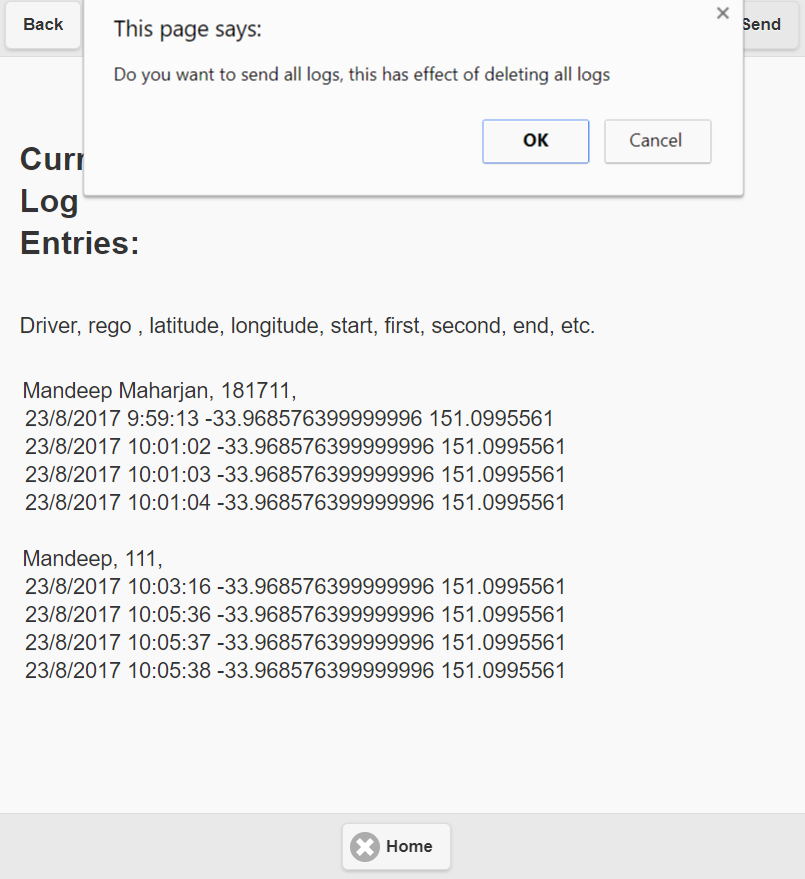 Back
This page says:
Send
Do you want to send all logs, this has effect of deleting all logs
OK
Cancel
Curr
Log
Entries:
Driver, rego , latitude, longitude, start, first, second, end, etc.
Mandeep Maharjan, 181711,
23/8/2017 9:59:13 -33.968576399999996 151.0995561
23/8/2017 10:01:02 -33.968576399999996 151.0995561
23/8/2017 10:01:03 -33.968576399999996 151.0995561
23/8/2017 10:01:04 -33.968576399999996 151.0995561
Mandeep, 111,
23/8/2017 10:03:16 -33.968576399999996 151.0995561
23/8/2017 10:05:36 -33.968576399999996 151.0995561
23/8/2017 10:05:37 -33.968576399999996 151.0995561
23/8/2017 10:05:38 -33.968576399999996 151.0995561
Home